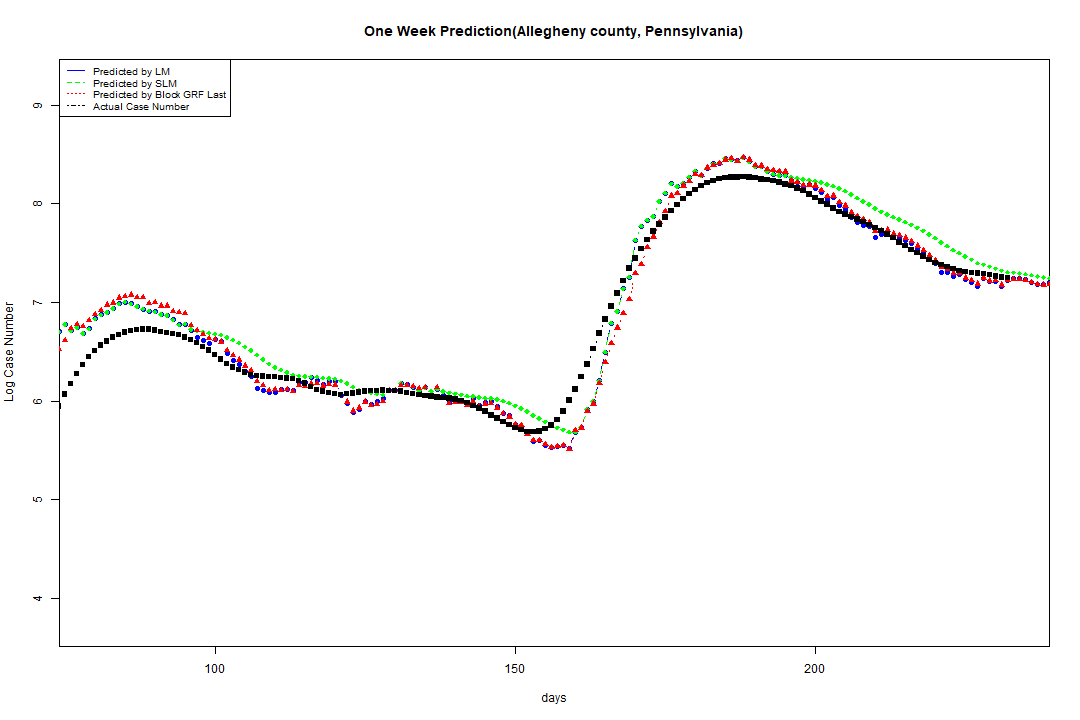 One Week Prediction(Allegheny county, Pennsylvania)
Predicted by LM
Predicted by SLM
Predicted by Block GRF Last
Actual Case Number
Log Case Number
9
8
7
6
5
4
100 150 200
days